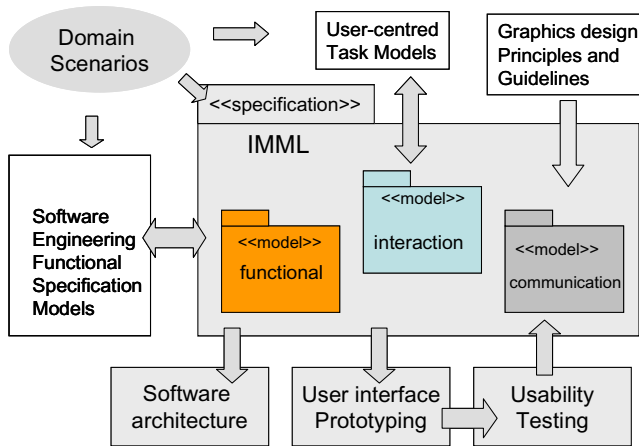 Domain
Scenarios
User-centred
Task Models
Graphics design
Principles and
Guidelines
<<specification>>
IMML
Software
Engineering
Functional
Specification
Models
<<model>>
functional
<<model>>
interaction
<<model>>
communication
Software
architecture
User interface
Prototyping
Usability
Testing